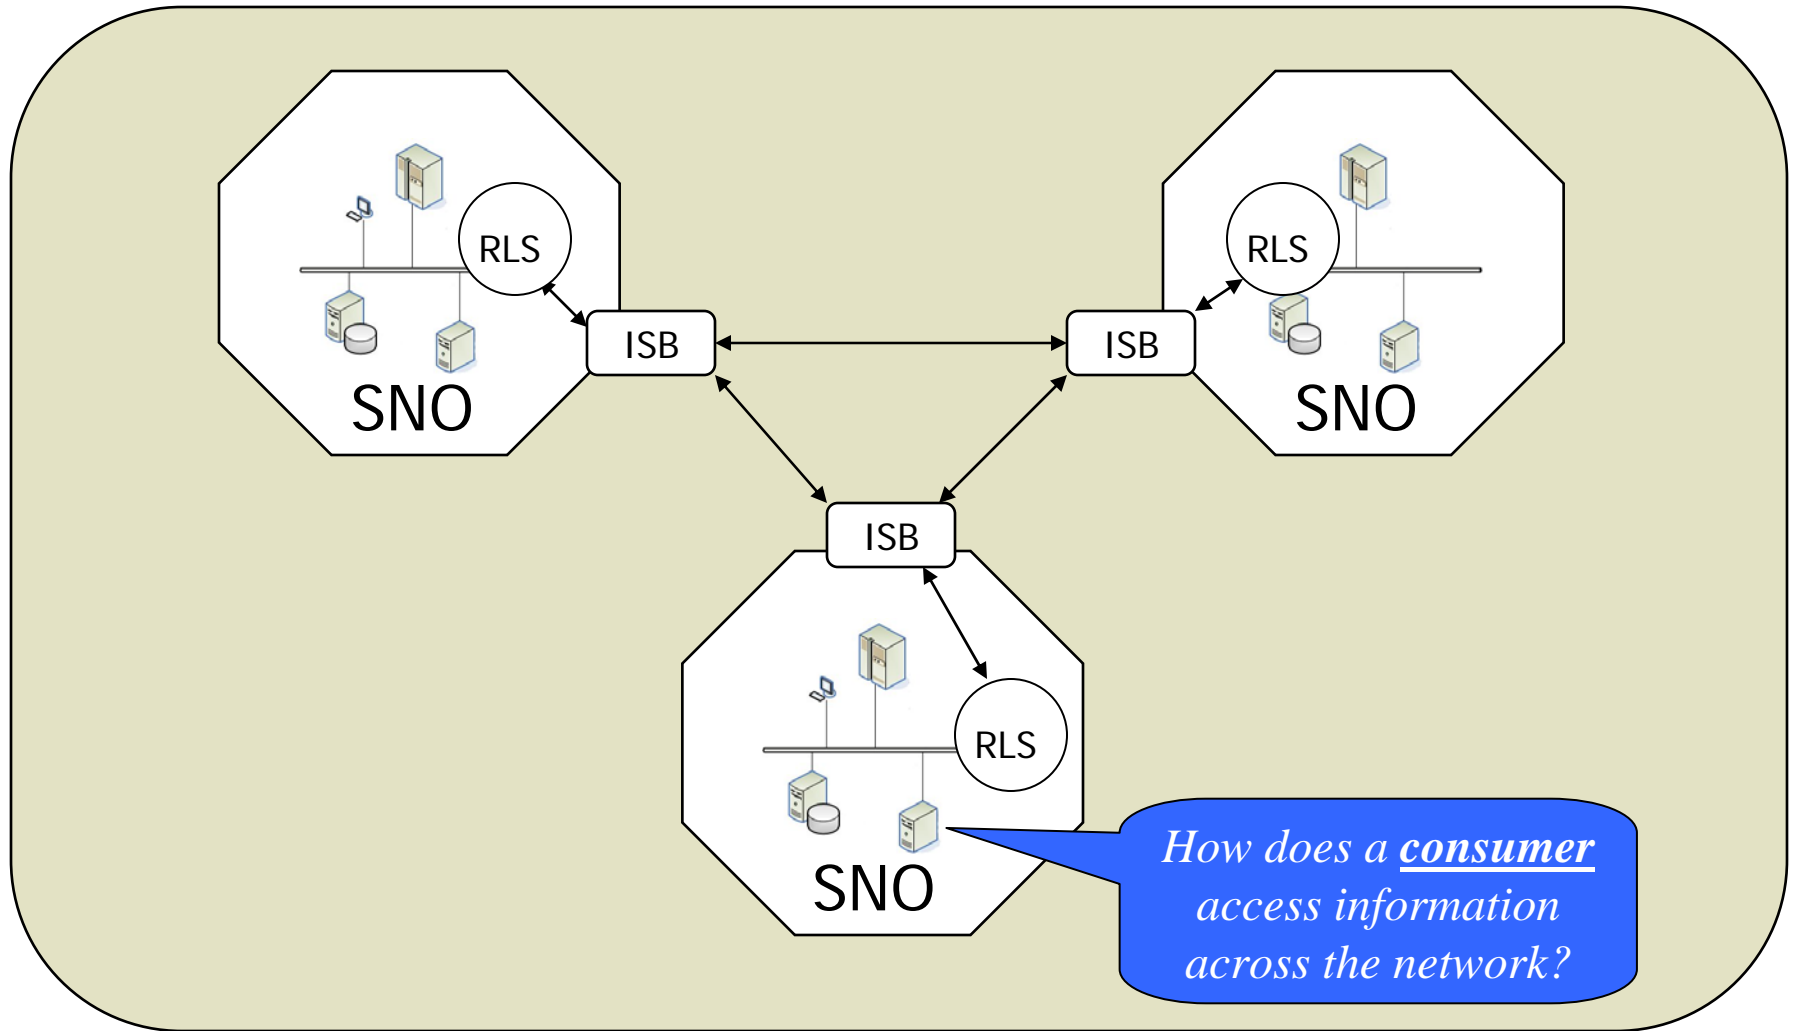 RLS
RLS
ISB
ISB
SNO
SNO
ISB
RLS
SNO
How does a consumer
access information
across the network?